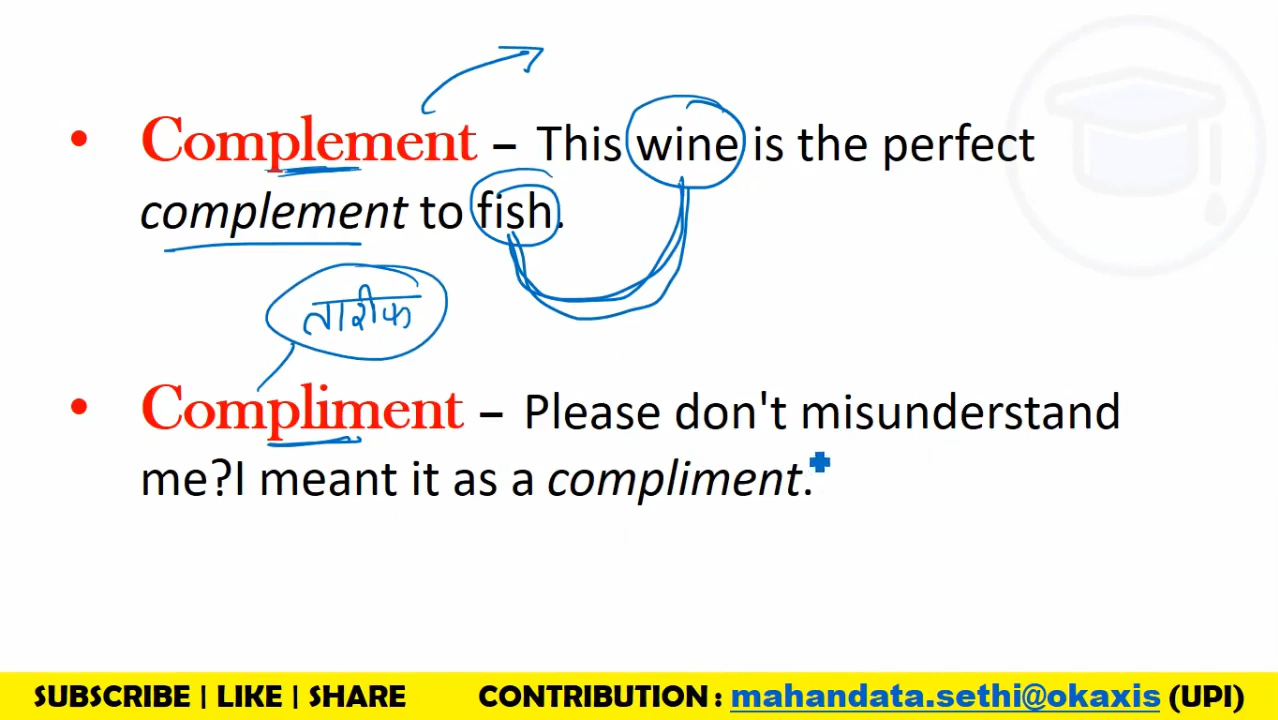 • Complement – This wine is the perfect
complement to fish.
तारीफ
• Compliment – Please don't misunderstand
me?I meant it as a compliment.
SUBSCRIBE | LIKE | SHARE CONTRIBUTION : mahandata.sethi@okaxis (UPI)